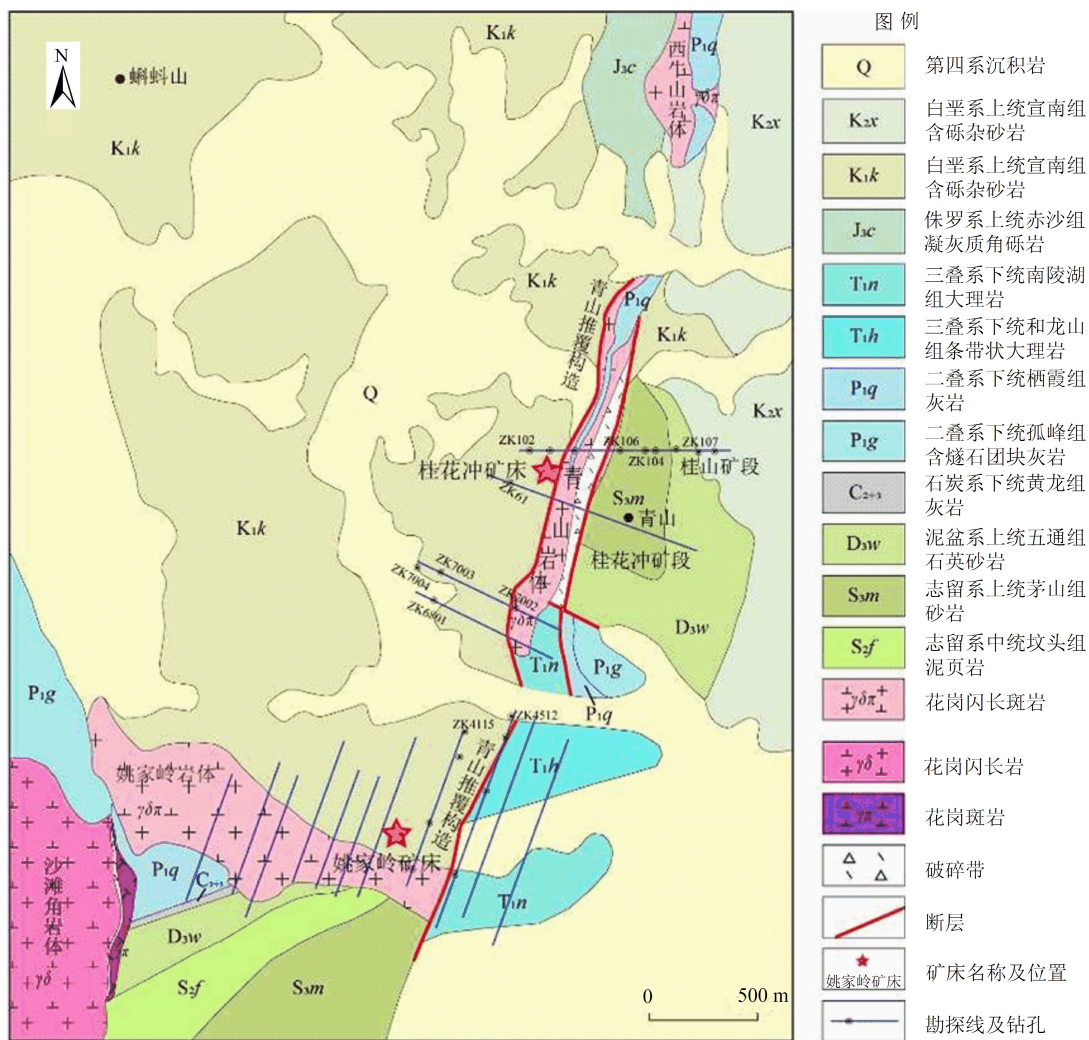 图 例
Q
第四系沉积岩
K2x
白垩系上统宣南组
含砾杂砂岩
K1k
白垩系上统宣南组
含砾杂砂岩
J3c
侏罗系上统赤沙组
凝灰质角砾岩
T1n
三叠系下统南陵湖
组大理岩
T1h
三叠系下统和龙山
组条带状大理岩
P1q
二叠系下统栖霞组
灰岩
P1g
二叠系下统孤峰组
含燧石团块灰岩
C2+3
石炭系下统黄龙组
灰岩
D3w
泥盆系上统五通组
石英砂岩
S3m
志留系上统茅山组
砂岩
S2f
志留系中统坟头组
泥页岩
γδπ
花岗闪长斑岩
γδ
花岗闪长岩
γπ
花岗斑岩
破碎带
断层
姚家岭矿床
矿床名称及位置
勘探线及钻孔
N
蝌蚪山
K1k
K1k
J3c
西牛山岩体
P1q
γδπ
K2x
K1k
青山推覆构造
P1q
K1k
K2x
Q
ZK102
ZK106
ZK107
ZK104
桂花冲矿床
桂山矿段
ZK61
青山岩体
S3m
青山
K1k
桂花冲矿段
ZK7003
ZK7004
ZK7002
ZK6801
γδπ
D3w
T1n
P1g
P1q
P1g
ZK4115
ZK4512
青山推覆构造
T1h
姚家岭岩体
γδπ
姚家岭矿床
P1q
C2+3
T1n
沙滩角岩体
γδ
D3w
S2f
S3m
0
500 m